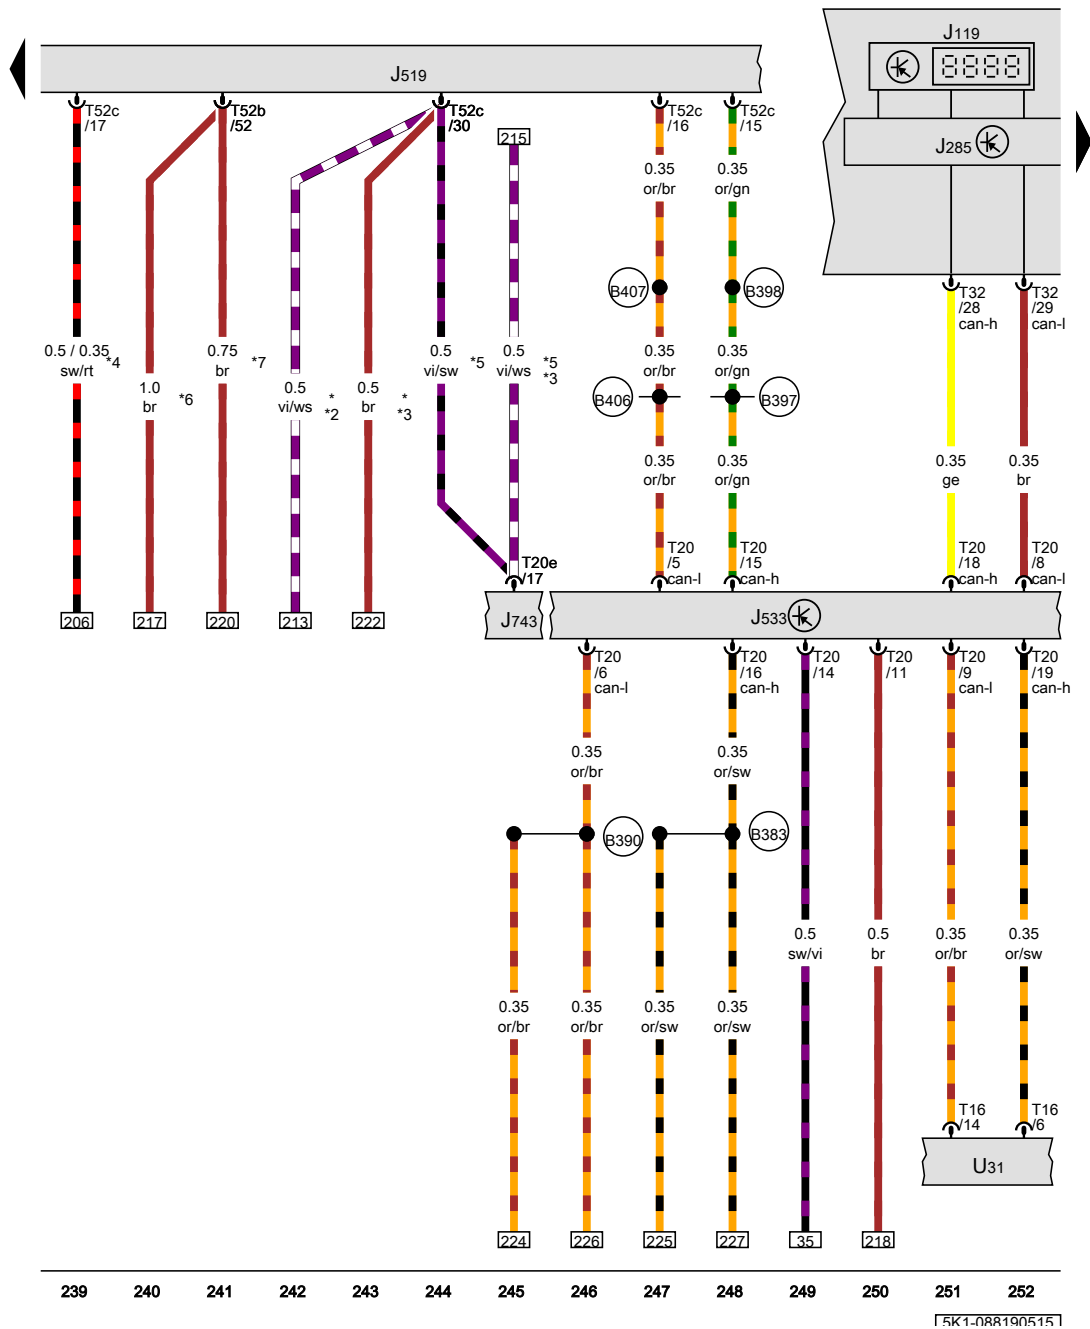 J119
J519
J285
T52c
/17
T52b
/52
T52c
/30
215
T52c
/16
T52c
/15
0.35
or/br
0.35
or/gn
B407
B398
T32
/28
can-h
T32
/29
can-l
0.5 / 0.35
sw/rt
*4
1.0
br
*6
0.75
br
*7
0.5
vi/ws
*
*2
0.5
br
*
*3
0.5
vi/sw
*5
0.5
vi/ws
*5
*3
0.35
or/br
0.35
or/gn
B406
B397
0.35
or/br
0.35
or/gn
0.35
ge
0.35
br
T20e
/17
T20
/5
can-l
T20
/15
can-h
T20
/18
can-h
T20
/8
can-l
206
217
220
213
222
J743
J533
T20
/6
can-l
T20
/16
can-h
T20
/14
T20
/11
T20
/9
can-l
T20
/19
can-h
0.35
or/br
0.35
or/sw
B390
B383
0.5
sw/vi
0.5
br
0.35
or/br
0.35
or/sw
0.35
or/br
0.35
or/br
0.35
or/sw
0.35
or/sw
T16
/14
T16
/6
U31
224
226
225
227
35
218
239 240 241 242 243 244 245 246 247 248 249 250 251 252
5K1-088190515